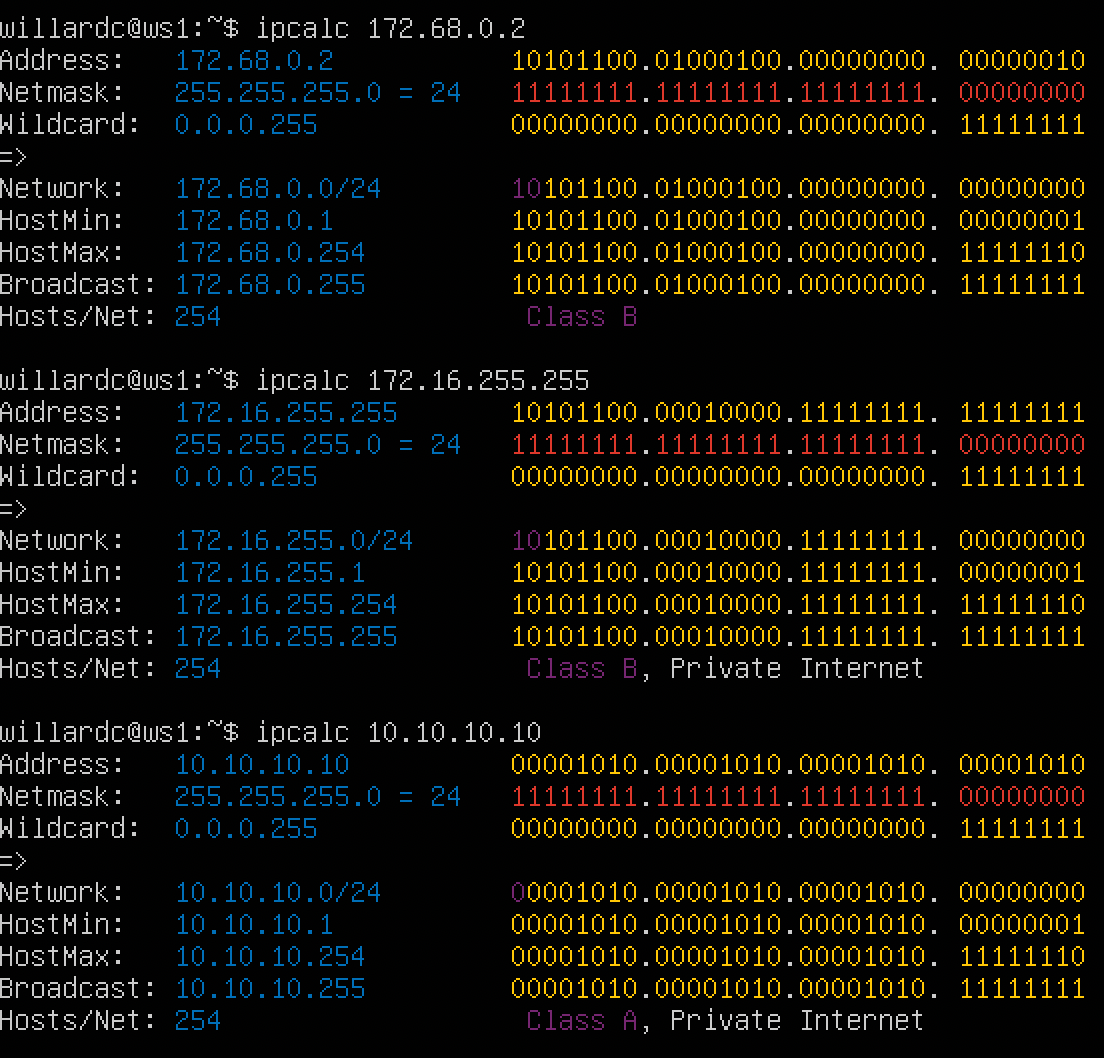 willardc@ws1:~$ ipcalc 172.68.0.2
Address:   172.68.0.2            10101100.01000100.00000000. 00000010
Netmask:   255.255.255.0 = 24    11111111.11111111.11111111. 00000000
Wildcard:  0.0.0.255             00000000.00000000.00000000. 11111111
=>
Network:   172.68.0.0/24         10101100.01000100.00000000. 00000000
HostMin:   172.68.0.1            10101100.01000100.00000000. 00000001
HostMax:   172.68.0.254          10101100.01000100.00000000. 11111110
Broadcast: 172.68.0.255          10101100.01000100.00000000. 11111111
Hosts/Net: 254                    Class B
willardc@ws1:~$ ipcalc 172.16.255.255
Address:   172.16.255.255        10101100.00010000.11111111. 11111111
Netmask:   255.255.255.0 = 24    11111111.11111111.11111111. 00000000
Wildcard:  0.0.0.255             00000000.00000000.00000000. 11111111
=>
Network:   172.16.255.0/24       10101100.00010000.11111111. 00000000
HostMin:   172.16.255.1          10101100.00010000.11111111. 00000001
HostMax:   172.16.255.254        10101100.00010000.11111111. 11111110
Broadcast: 172.16.255.255        10101100.00010000.11111111. 11111111
Hosts/Net: 254                    Class B, Private Internet
willardc@ws1:~$ ipcalc 10.10.10.10
Address:   10.10.10.10           00001010.00001010.00001010. 00001010
Netmask:   255.255.255.0 = 24    11111111.11111111.11111111. 00000000
Wildcard:  0.0.0.255             00000000.00000000.00000000. 11111111
=>
Network:   10.10.10.0/24         00001010.00001010.00001010. 00000000
HostMin:   10.10.10.1            00001010.00001010.00001010. 00000001
HostMax:   10.10.10.254          00001010.00001010.00001010. 11111110
Broadcast: 10.10.10.255          00001010.00001010.00001010. 11111111
Hosts/Net: 254                    Class A, Private Internet